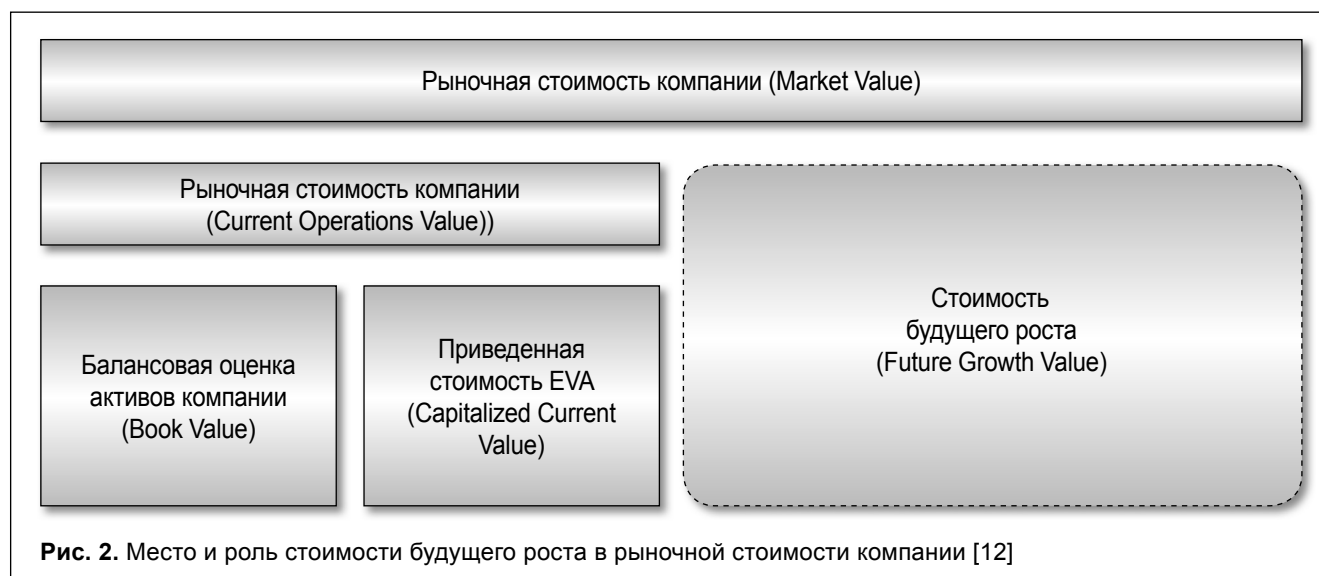 Рыночная стоимость компании (Market Value)
Рыночная стоимость компании
(Current Operations Value))
Стоимость
будущего роста
(Future Growth Value)
Балансовая оценка
активов компании
(Book Value)
Приведенная
стоимость EVA
(Capitalized Current
Value)
Рис. 2. Место и роль стоимости будущего роста в рыночной стоимости компании [12]